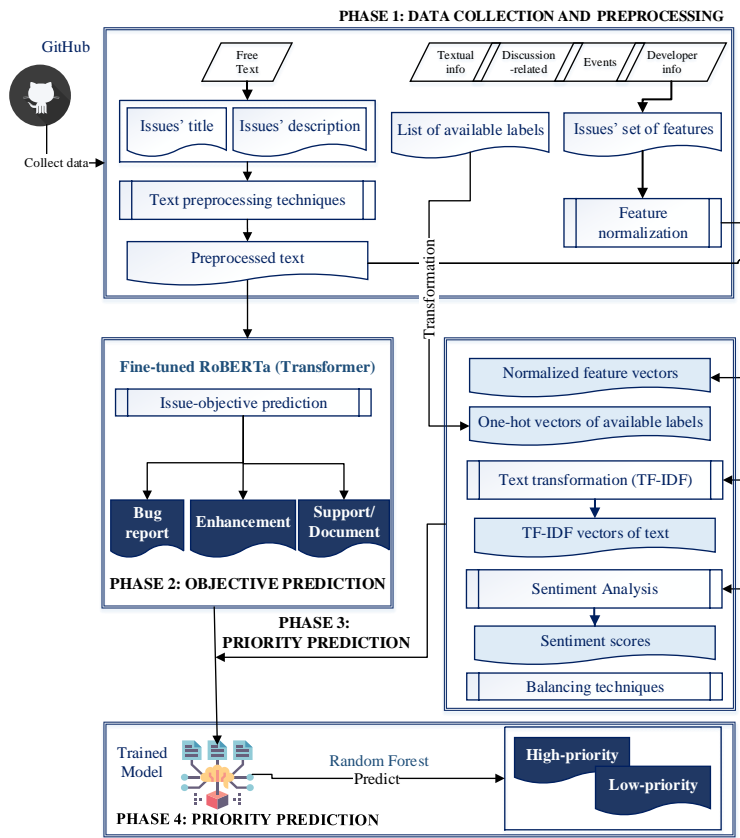 PHASE 1: DATA COLLECTION AND PREPROCESSING
GitHub
Collect data
Free
Text
Textual
info
Discussion
-related
Events
Developer
info
Issues' title
Issues' description
List of available labels
Issues' set of features
Text preprocessing techniques
Feature
normalization
Preprocessed text
Transformation
Fine-tuned RoBERTa (Transformer)
Issue-objective prediction
Bug
report
Enhancement
Support/
Document
PHASE 2: OBJECTIVE PREDICTION
Normalized feature vectors
One-hot vectors of available labels
Text transformation (TF-IDF)
TF-IDF vectors of text
Sentiment Analysis
Sentiment scores
Balancing techniques
PHASE 3:
PRIORITY PREDICTION
Trained
Model
Random Forest
Predict
High-priority
Low-priority
PHASE 4: PRIORITY PREDICTION